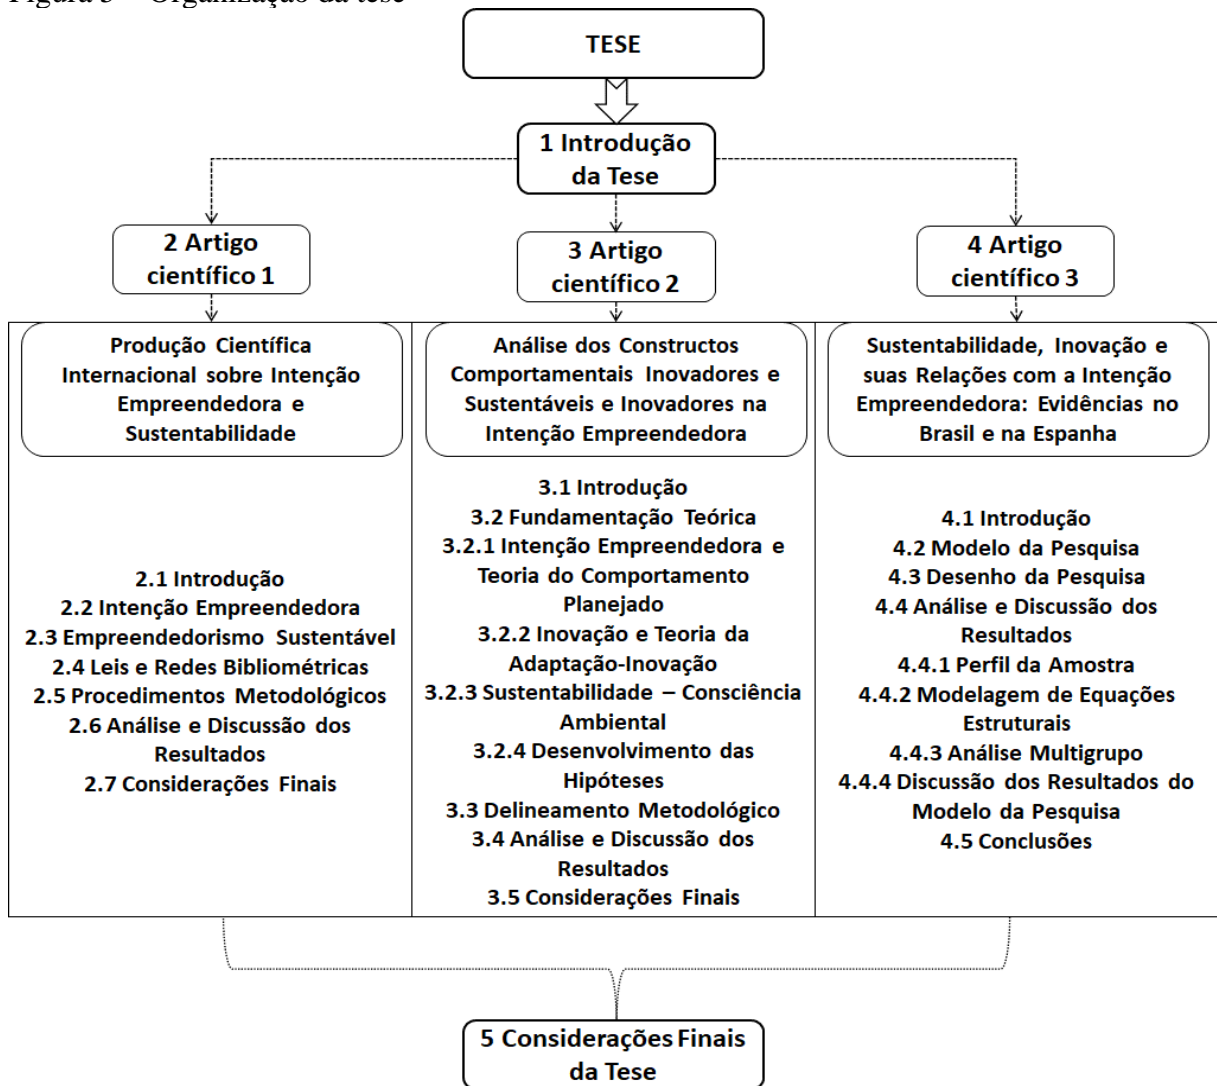 Figura 3 – Organização da tese
TESE
1 Introdução
da Tese
2 Artigo
científico 1
3 Artigo
científico 2
4 Artigo
científico 3
Produção Científica
Internacional sobre Intenção
Empreendedora e
Sustentabilidade
Análise dos Constructos
Comportamentais Inovadores e
Sustentáveis e Inovadores na
Intenção Empreendedora
Sustentabilidade, Inovação e
suas Relações com a Intenção
Empreendedora: Evidências no
Brasil e na Espanha
2.1 Introdução
2.2 Intenção Empreendedora
2.3 Empreendedorismo Sustentável
2.4 Leis e Redes Bibliométricas
2.5 Procedimentos Metodológicos
2.6 Análise e Discussão dos
Resultados
2.7 Considerações Finais
3.1 Introdução
3.2 Fundamentação Teórica
3.2.1 Intenção Empreendedora e
Teoria do Comportamento
Planejado
3.2.2 Inovação e Teoria da
Adaptação-Inovação
3.2.3 Sustentabilidade – Consciência
Ambiental
3.2.4 Desenvolvimento das
Hipóteses
3.3 Delineamento Metodológico
3.4 Análise e Discussão dos
Resultados
3.5 Considerações Finais
4.1 Introdução
4.2 Modelo da Pesquisa
4.3 Desenho da Pesquisa
4.4 Análise e Discussão dos
Resultados
4.4.1 Perfil da Amostra
4.4.2 Modelagem de Equações
Estruturais
4.4.3 Análise Multigrupo
4.4.4 Discussão dos Resultados do
Modelo da Pesquisa
4.5 Conclusões
5 Considerações Finais
da Tese